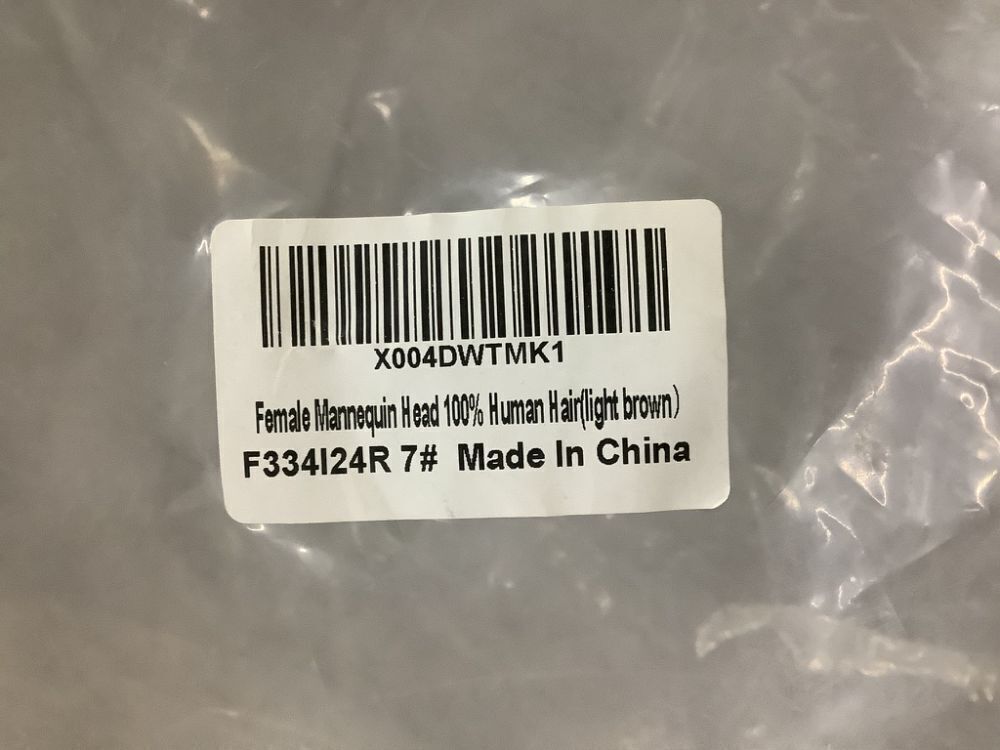 X004DWTMK1
Female Mannequin Head 100% Human Hair(light brown)
F334I24R 7# Made In China